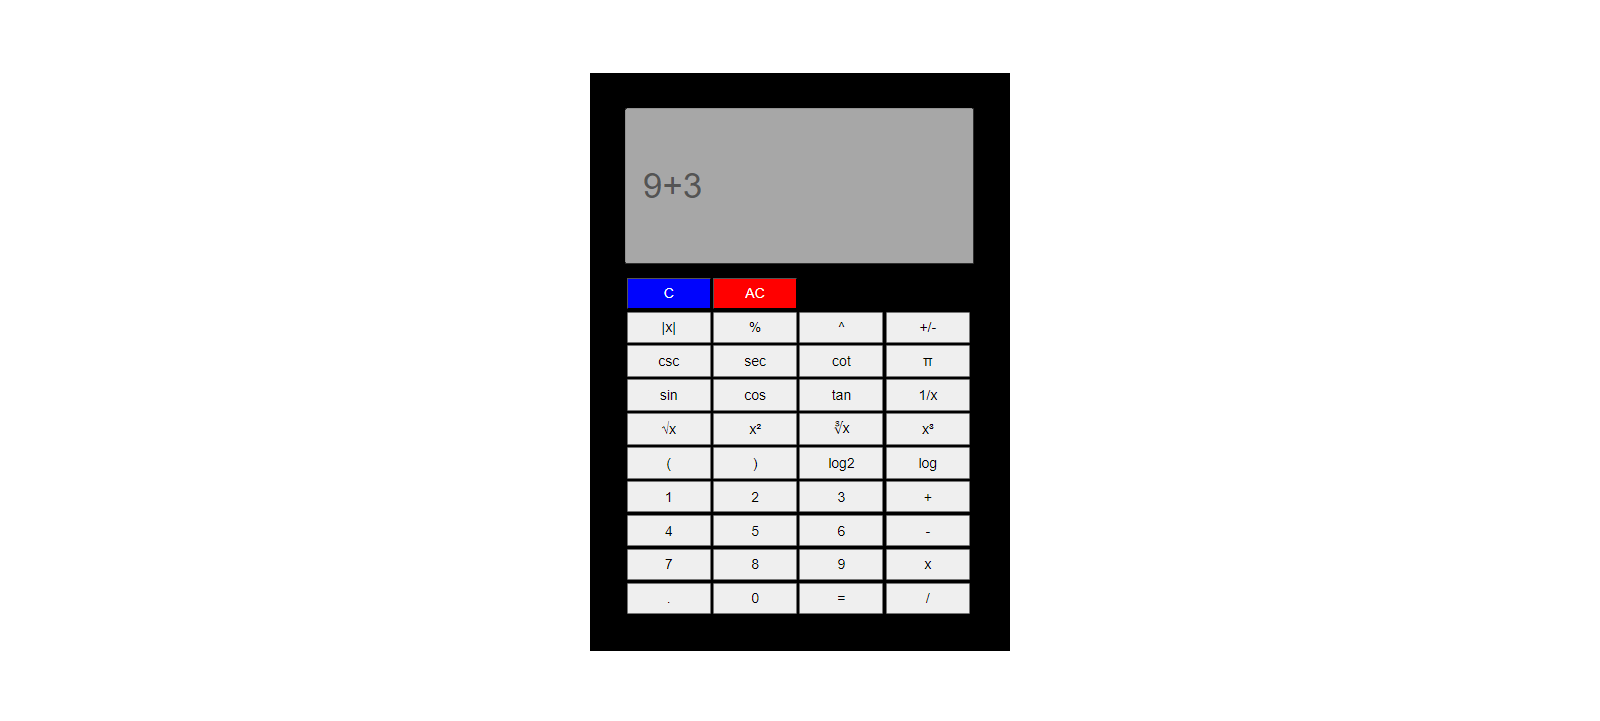 9+3
C AC
|x| % ^ +/-
csc sec cot π
sin cos tan 1/x
√x x² ∛x x³
( ) log2 log
1 2 3 +
4 5 6 -
7 8 9 x
. 0 = /